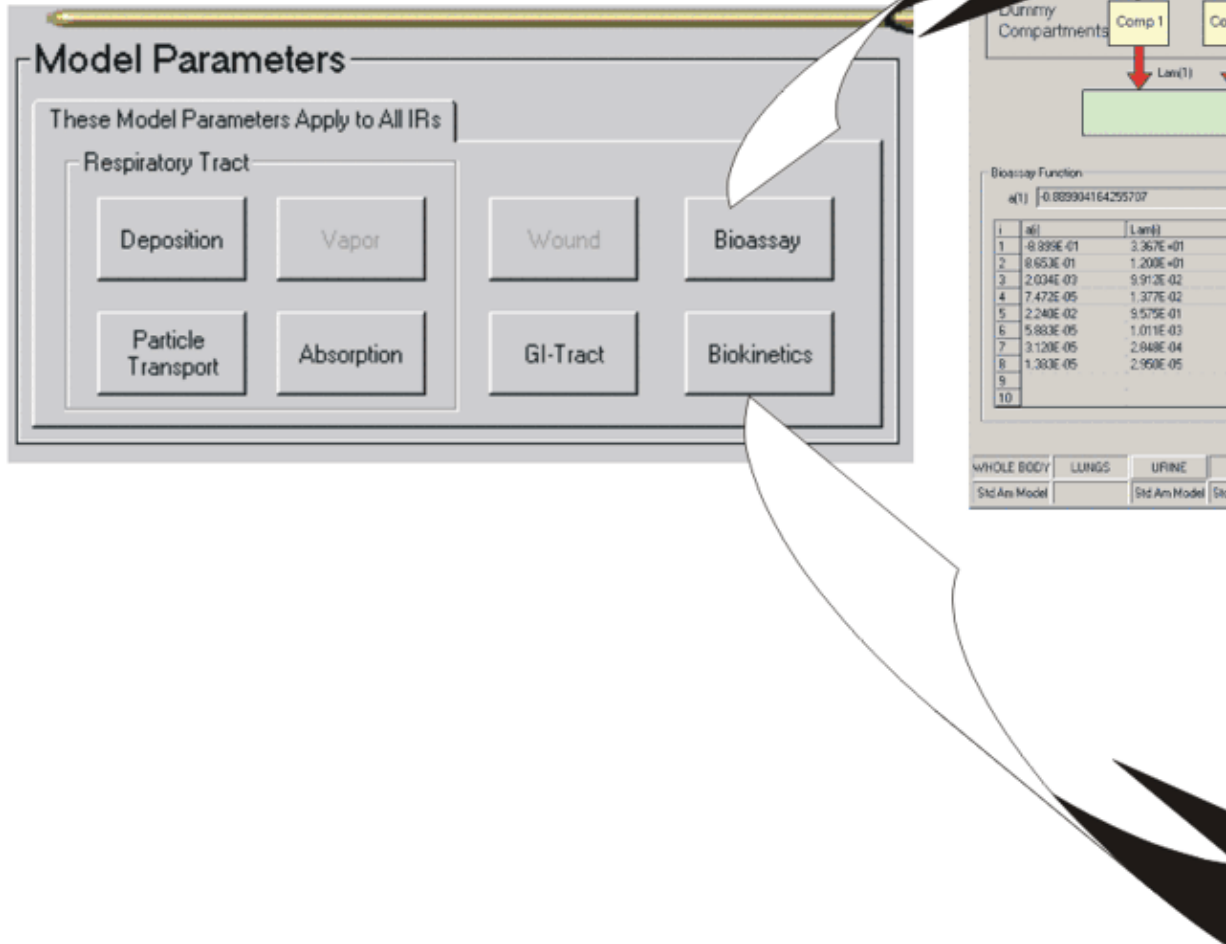 Model Parameters
These Model Parameters Apply to All IRs
Respiratory Tract
Deposition
Vapor
Wound
Bioassay
Particle
Transport
Absorption
GI-Tract
Biokinetics
Dummy
Compartments
Comp 1
Co
Lam(1)
Bioassay Function
a(1) -0.889904164255707
i a(i) Lam(i)
1 -8.899E-01 3.367E+01
2 8.653E-01 1.200E+01
3 2.034E-03 9.912E-02
4 7.472E-05 1.377E-02
5 2.240E-02 9.575E-01
6 5.883E-05 1.011E-03
7 3.120E-05 2.848E-04
8 1.383E-05 2.950E-05
9
10
WHOLE BODY LUNGS URINE
Std Am Model Std Am Model